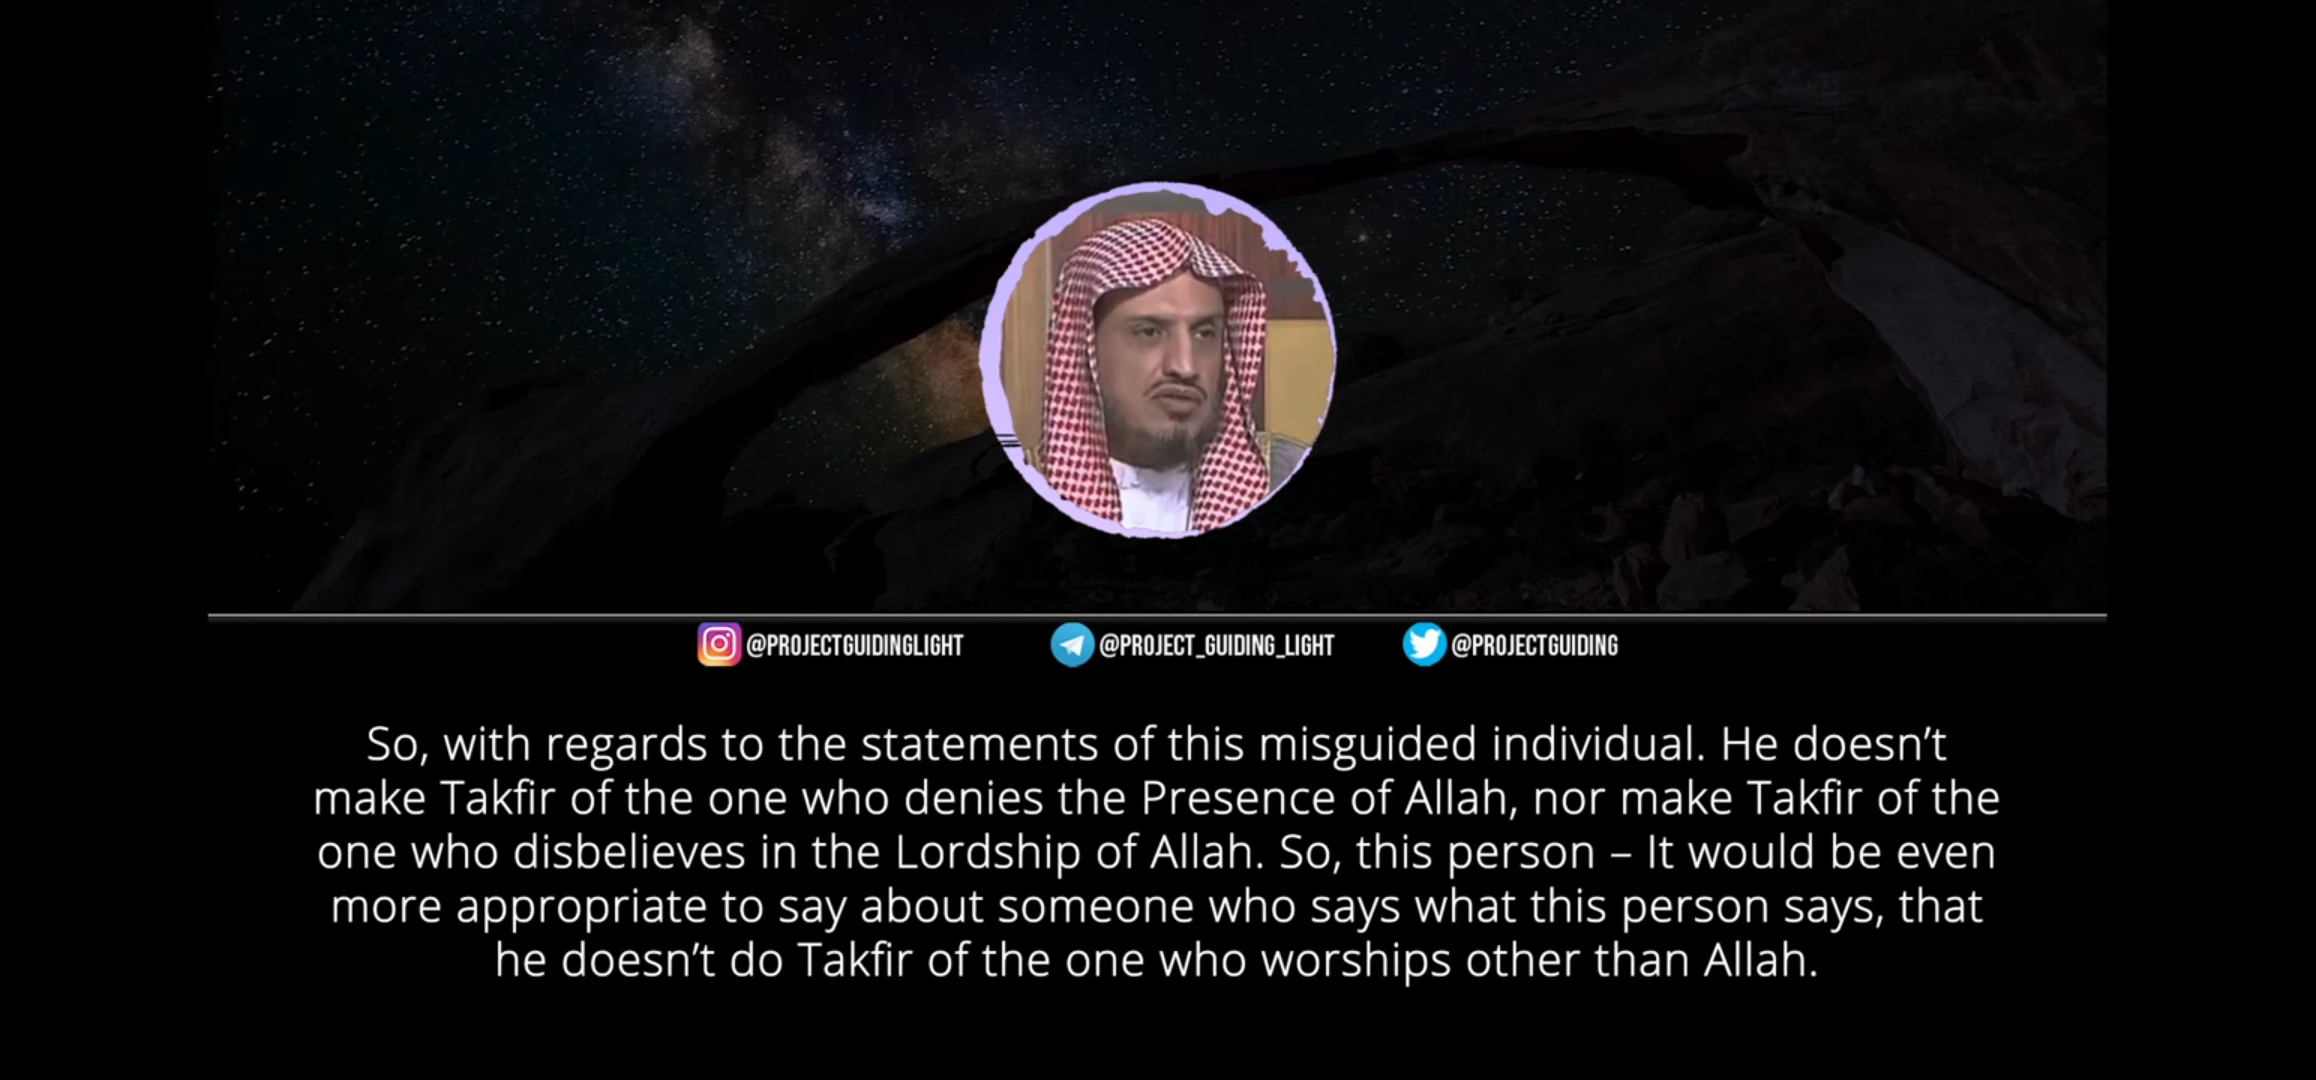 @PROJECTGUIDINGLIGHT @PROJECT_GUIDING_LIGHT @PROJECTGUIDING
So, with regards to the statements of this misguided individual. He doesn’t
make Takfir of the one who denies the Presence of Allah, nor make Takfir of the
one who disbelieves in the Lordship of Allah. So, this person – It would be even
more appropriate to say about someone who says what this person says, that
he doesn’t do Takfir of the one who worships other than Allah.